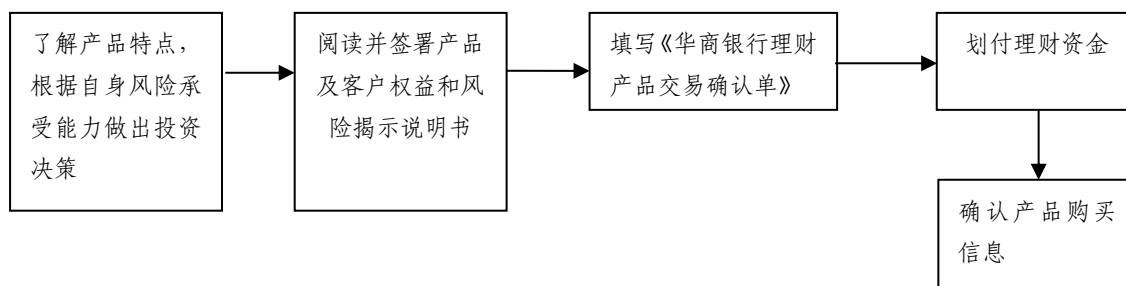 了解产品特点，
根据自身风险承
受能力做出投资
决策
阅读并签署产品
及客户权益和风
险揭示说明书
填写《华商银行理财
产品交易确认单》
划付理财资金
确认产品购买
信息